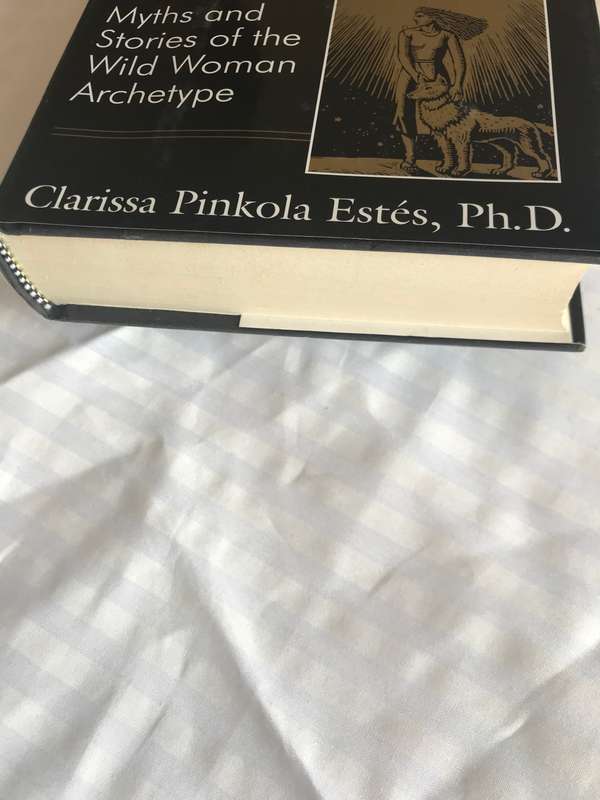 Myths and
Stories of the
Wild Woman
Archetype
Clarissa Pinkola Estés, Ph.D.